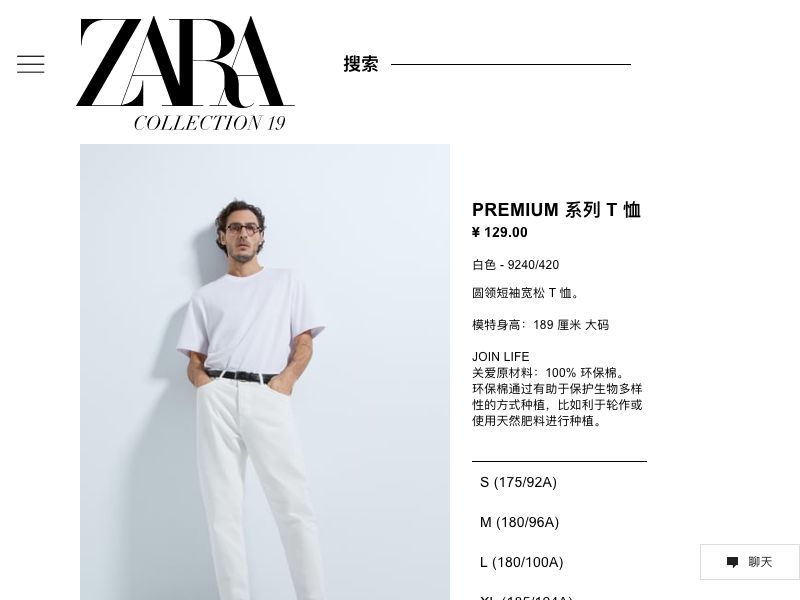 ZARA
COLLECTION 19
搜索
PREMIUM 系列 T 恤
¥ 129.00
白色 - 9240/420
圆领短袖宽松 T 恤。
模特身高：189 厘米 大码
JOIN LIFE
关爱原材料：100% 环保棉。
环保棉通过有助于保护生物多样
性的方式种植，比如利于轮作或
使用天然肥料进行种植。
S (175/92A)
M (180/96A)
L (180/100A)
XL (185/104A)
聊天